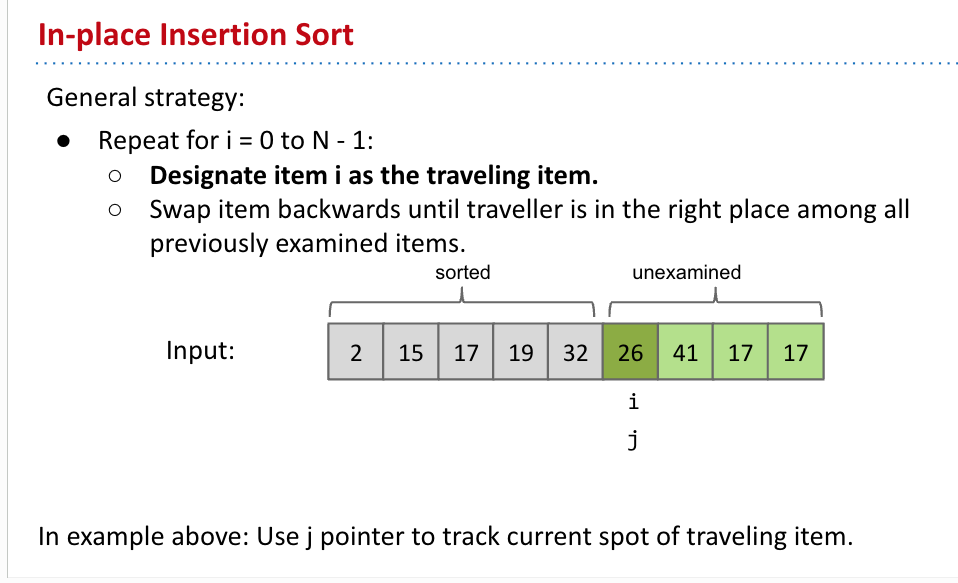 In-place Insertion Sort
General strategy:
● Repeat for i = 0 to N - 1:
○ Designate item i as the traveling item.
○ Swap item backwards until traveller is in the right place among all
previously examined items.
sorted unexamined
Input: 2 15 17 19 32 26 41 17 17
i
j
In example above: Use j pointer to track current spot of traveling item.